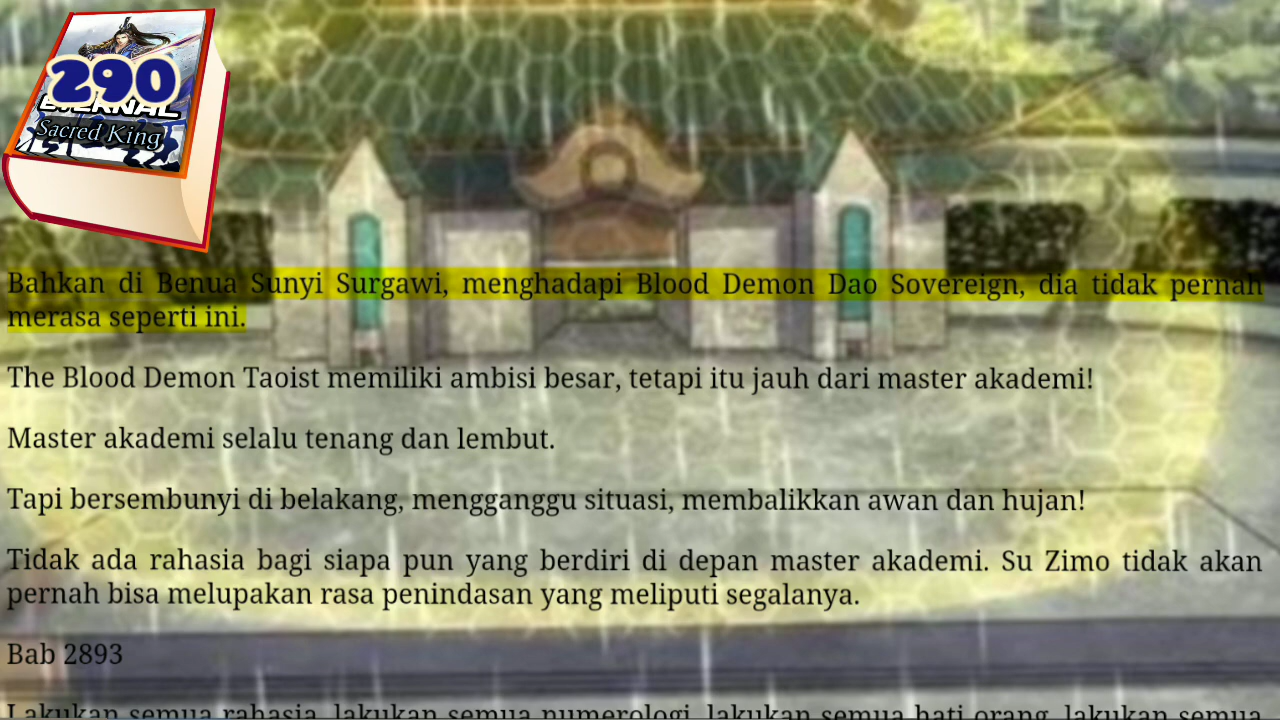 290
ETERNAL
Sacred King
Bahkan di Benua Sunyi Surgawi, menghadapi Blood Demon Dao Sovereign, dia tidak pernah
merasa seperti ini.
The Blood Demon Taoist memiliki ambisi besar, tetapi itu jauh dari master akademi!
Master akademi selalu tenang dan lembut.
Tapi bersembunyi di belakang, mengganggu situasi, membalikkan awan dan hujan!
Tidak ada rahasia bagi siapa pun yang berdiri di depan master akademi. Su Zimo tidak akan
pernah bisa melupakan rasa penindasan yang meliputi segalanya.
Bab 2893
Lakukan semua rahasia, lakukan semua numerologi, lakukan semua hati orang, lakukan semua